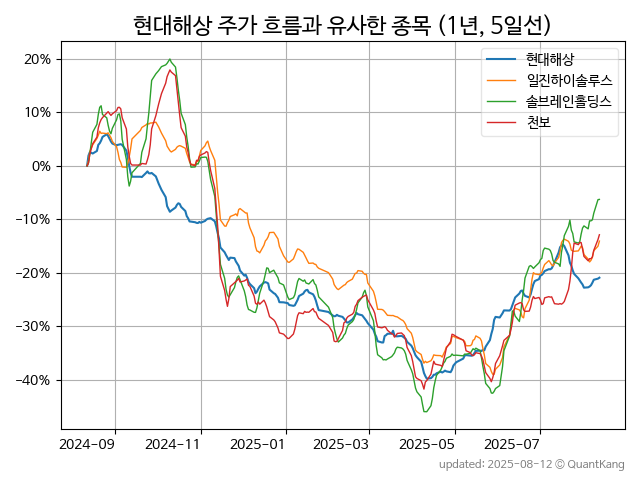 현대해상 주가 흐름과 유사한 종목 (1년, 5일선)
현대해상
일진하이솔루스
솔브레인홀딩스
천보
20%
10%
0%
−10%
−20%
−30%
−40%
2024−09
2024−11
2025−01
2025−03
2025−05
2025−07
updated: 2025-08-12 © QuantKang